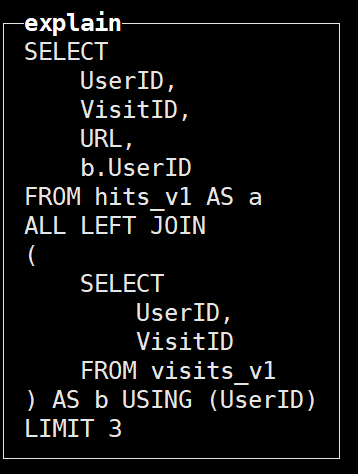 explain
SELECT
    UserID,
    VisitID,
    URL,
    b.UserID
FROM hits_v1 AS a
ALL LEFT JOIN
(
    SELECT
        UserID,
        VisitID
    FROM visits_v1
) AS b USING (UserID)
LIMIT 3